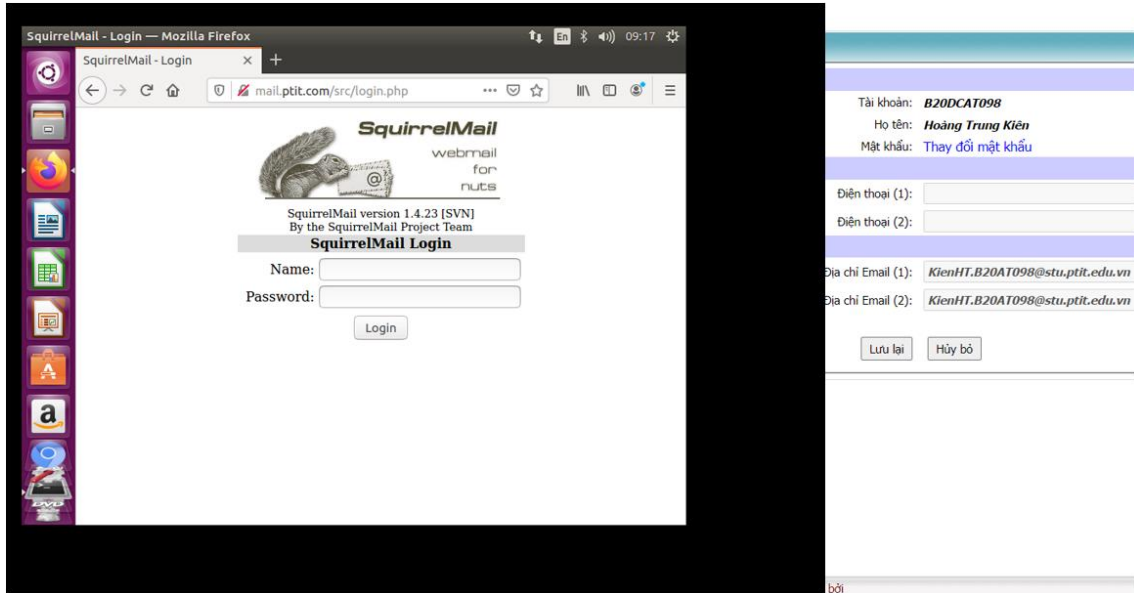 SquirrelMail - Login — Mozilla Firefox
En
09:17
SquirrelMail - Login
mail.ptit.com/src/login.php
SquirrelMail
webmail
for
nuts
SquirrelMail version 1.4.23 [SVN]
By the SquirrelMail Project Team
SquirrelMail Login
Name:
Password:
Login
Tài khoản: B20DCAT098
Họ tên: Hoàng Trung Kiên
Mật khẩu: Thay đổi mật khẩu
Điện thoại (1):
Điện thoại (2):
Địa chỉ Email (1): KienHT.B20AT098@stu.ptit.edu.vn
Địa chỉ Email (2): KienHT.B20AT098@stu.ptit.edu.vn
Lưu lại Hủy bỏ
bởi